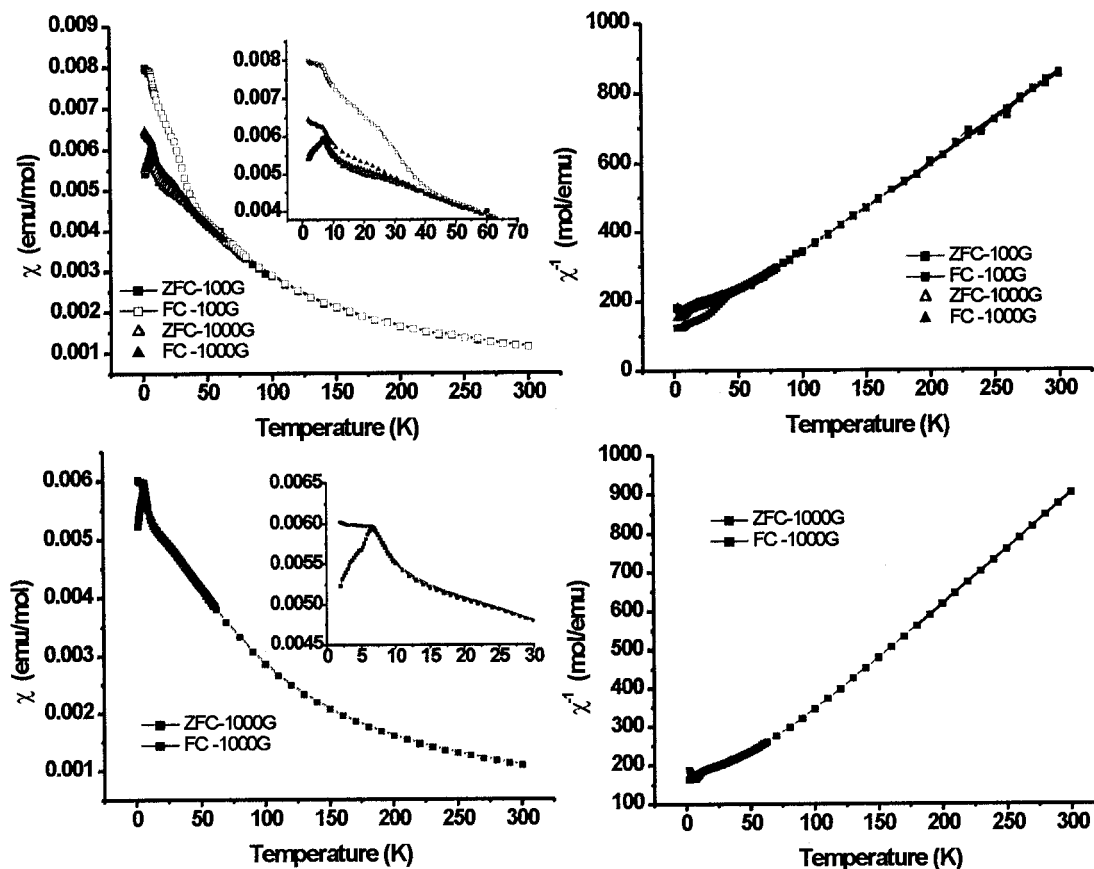 0.009
0.008
0.007
0.006
0.005
0.004
0.003
0.002
0.001
χ (emu/mol)
0 50 100 150 200 250 300
Temperature (K)
ZFC-100G
FC -100G
ZFC-1000G
FC -1000G
0.008
0.007
0.006
0.005
0.004
0 10 20 30 40 50 60 70
1000
800
600
400
200
0
χ-1 (mol/emu)
0 50 100 150 200 250 300
Temperature (K)
ZFC-100G
FC -100G
ZFC-1000G
FC -1000G
0.006
0.005
0.004
0.003
0.002
0.001
χ (emu/mol)
0 50 100 150 200 250 300
Temperature (K)
ZFC-1000G
FC -1000G
0.0065
0.0060
0.0055
0.0050
0.0045
0 5 10 15 20 25 30
1000
900
800
700
600
500
400
300
200
100
χ-1 (mol/emu)
0 50 100 150 200 250 300
Temperature (K)
ZFC-1000G
FC -1000G